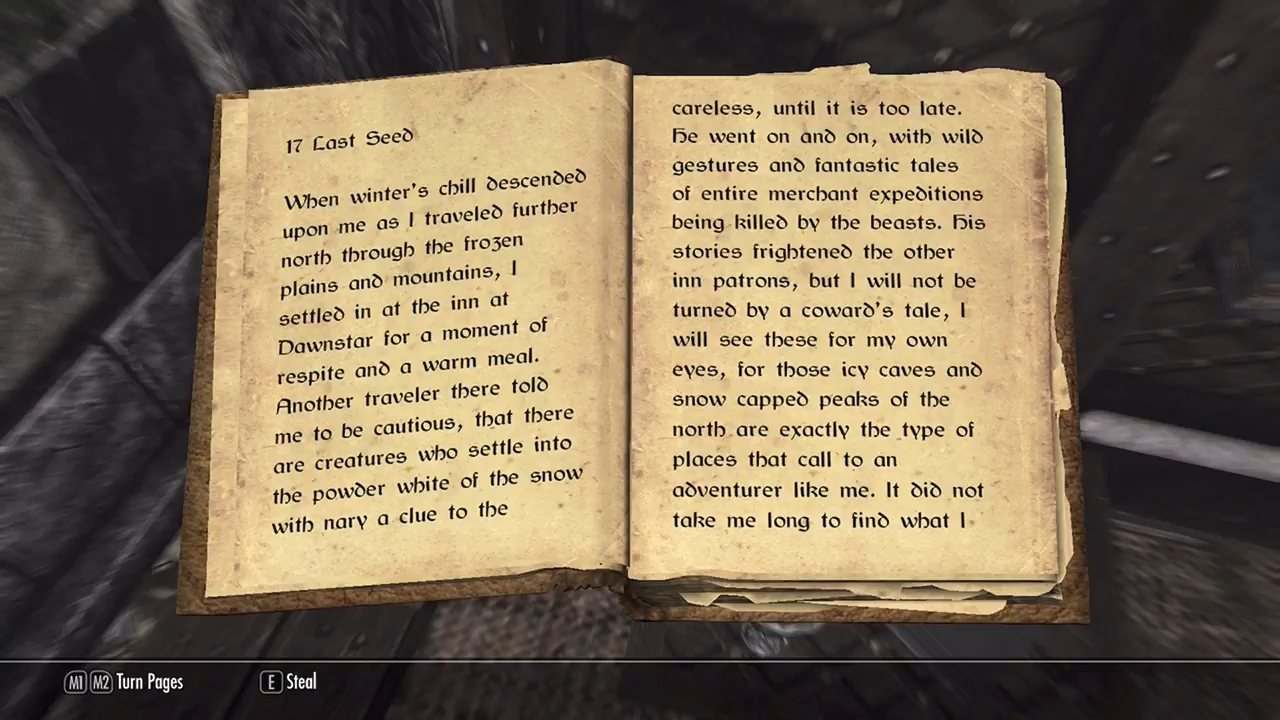 17 Last Seed
When winter's chill descended
upon me as I traveled further
north through the frozen
plains and mountains, I
settled in at the inn at
Dawnstar for a moment of
respite and a warm meal.
Another traveler there told
me to be cautious, that there
are creatures who settle into
the powder white of the snow
with nary a clue to the
careless, until it is too late.
He went on and on, with wild
gestures and fantastic tales
of entire merchant expeditions
being killed by the beasts. His
stories frightened the other
inn patrons, but I will not be
turned by a coward's tale, I
will see these for my own
eyes, for those icy caves and
snow capped peaks of the
north are exactly the type of
places that call to an
adventurer like me. It did not
take me long to find what I
M1 M2 Turn Pages
E Steal